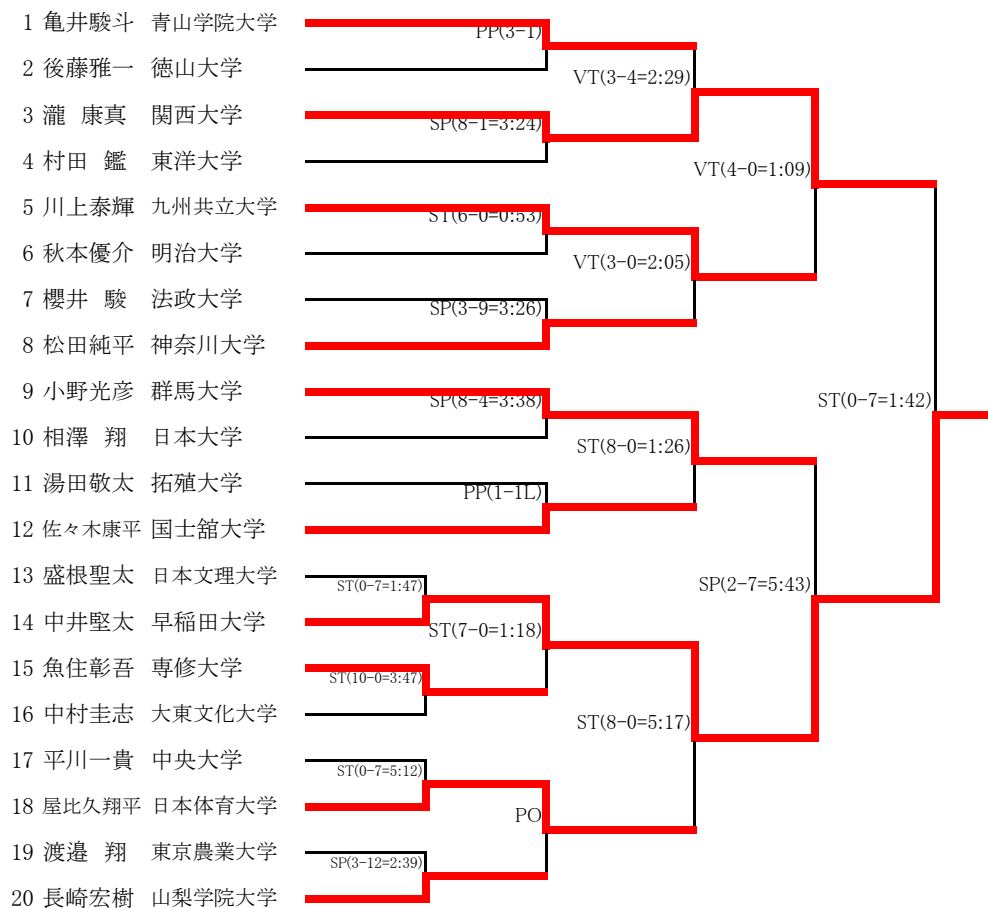 1 亀井駿斗 青山学院大学
PP(3-1)
2 後藤雅一 徳山大学
VT(3-4=2:29)
3 瀧 康真 関西大学
SP(8-1=3:24)
4 村田 鑑 東洋大学
VT(4-0=1:09)
5 川上泰輝 九州共立大学
ST(6-0=0:53)
6 秋本優介 明治大学
VT(3-0=2:05)
7 櫻井 駿 法政大学
SP(3-9=3:26)
8 松田純平 神奈川大学
9 小野光彦 群馬大学
SP(8-4=3:38)
ST(0-7=1:42)
10 相澤 翔 日本大学
ST(8-0=1:26)
11 湯田敬太 拓殖大学
PP(1-1L)
12 佐々木康平 国士舘大学
13 盛根聖太 日本文理大学
ST(0-7=1:47)
SP(2-7=5:43)
14 中井堅太 早稲田大学
ST(7-0=1:18)
15 魚住彰吾 専修大学
ST(10-0=3:47)
16 中村圭志 大東文化大学
ST(8-0=5:17)
17 平川一貴 中央大学
ST(0-7=5:12)
18 屋比久翔平 日本体育大学
PO
19 渡邉 翔 東京農業大学
SP(3-12=2:39)
20 長崎宏樹 山梨学院大学